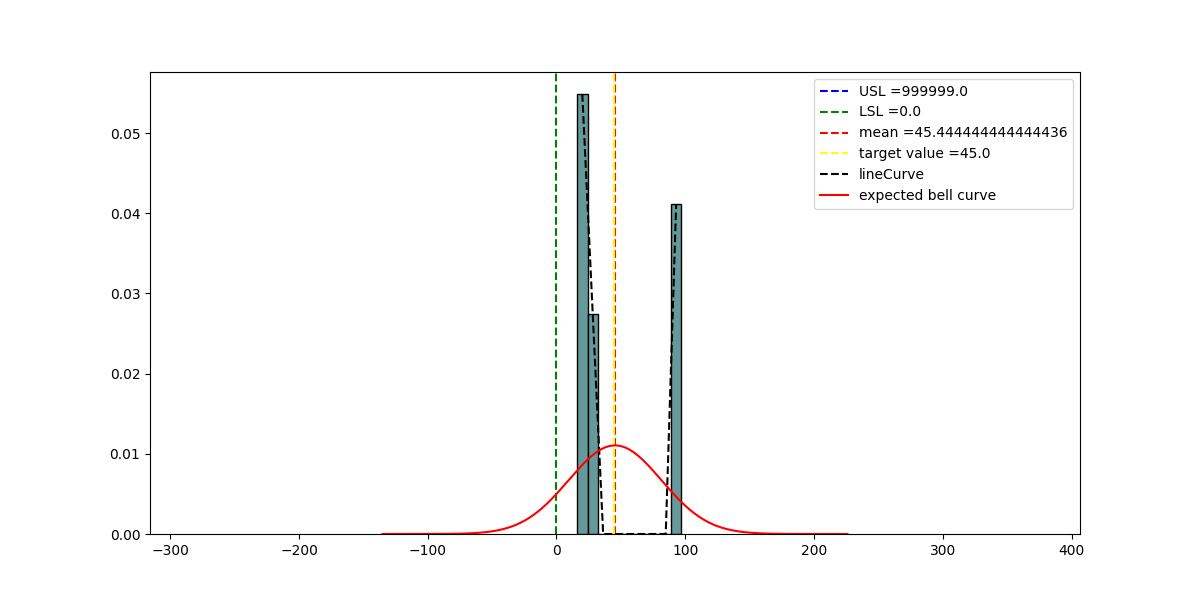 USL =999999.0
LSL =0.0
mean =45.444444444444436
target value =45.0
lineCurve
expected bell curve
0.05
0.04
0.03
0.02
0.01
0.00
−300 −200 −100 0 100 200 300 400